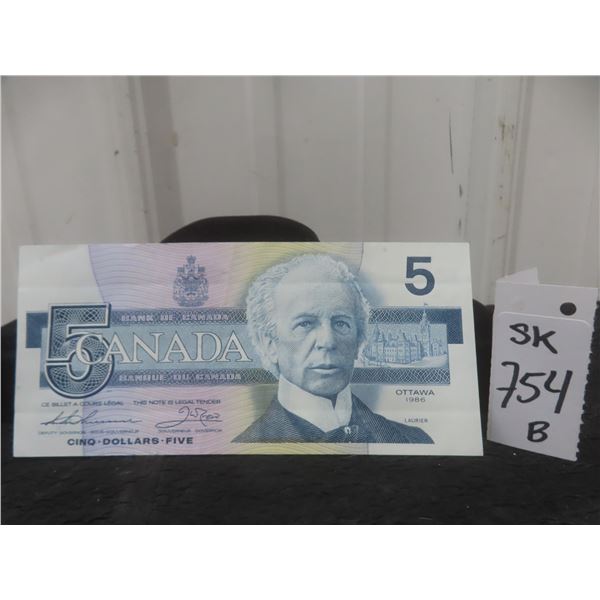 5
BANK OF CANADA
5 CANADA
BANQUE DU CANADA
CE BILLET A COURS LÉGAL THIS NOTE IS LEGAL TENDER
OTTAWA
1986
LAURIER
CINQ·DOLLARS·FIVE
SK
754
B